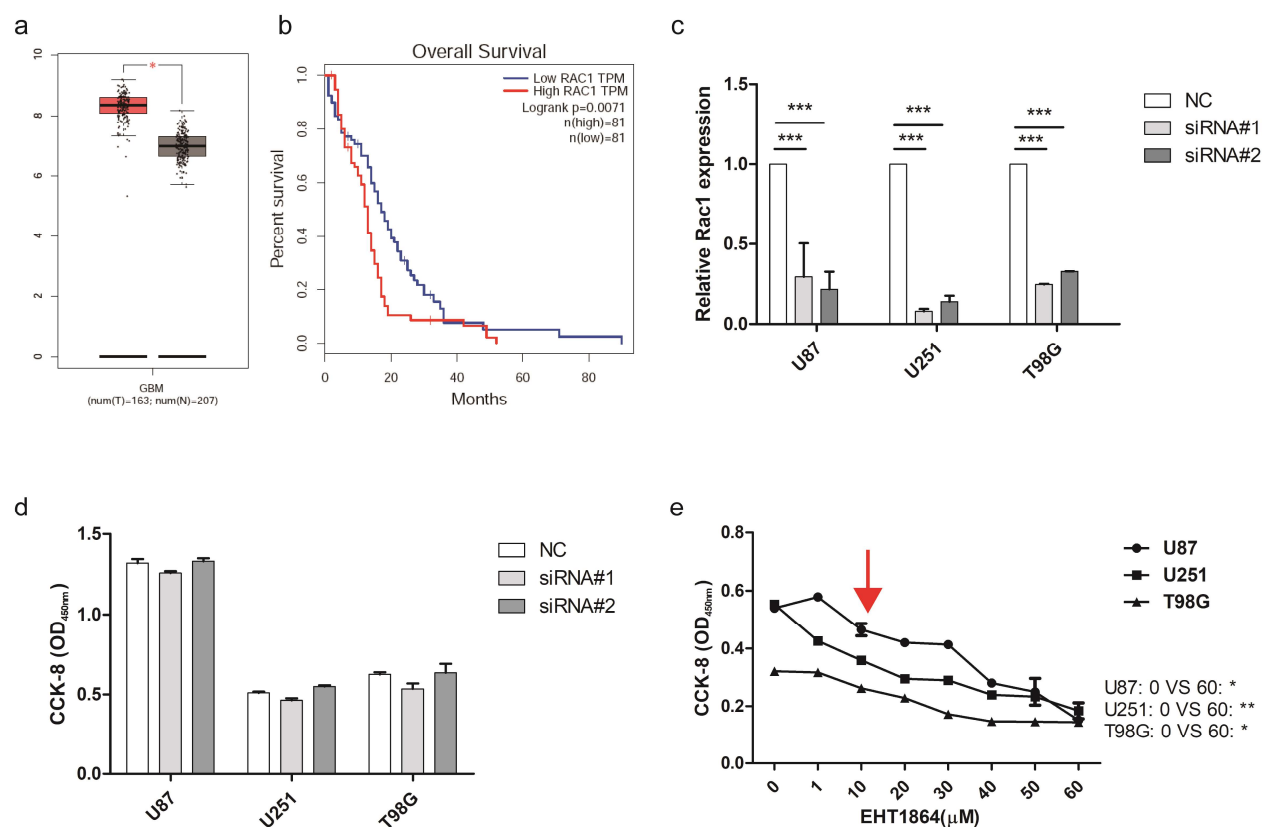 a
10
8
6
4
2
0
*
GBM
(num(T)=163; num(N)=207)
b
Overall Survival
Low RAC1 TPM
High RAC1 TPM
Logrank p=0.0071
n(high)=81
n(low)=81
Percent survival
1.0
0.8
0.6
0.4
0.2
0.0
0 20 40 60 80
Months
c
Relative Rac1 expression
1.5
1.0
0.5
0.0
*** *** ***
*** *** ***
NC
siRNA#1
siRNA#2
U87 U251 T98G
d
CCK-8 (OD450nm)
1.5
1.0
0.5
0.0
NC
siRNA#1
siRNA#2
U87 U251 T98G
e
CCK-8 (OD450nm)
0.8
0.6
0.4
0.2
0.0
U87
U251
T98G
U87: 0 VS 60: *
U251: 0 VS 60: **
T98G: 0 VS 60: *
0 1 10 20 30 40 50 60
EHT1864(μM)